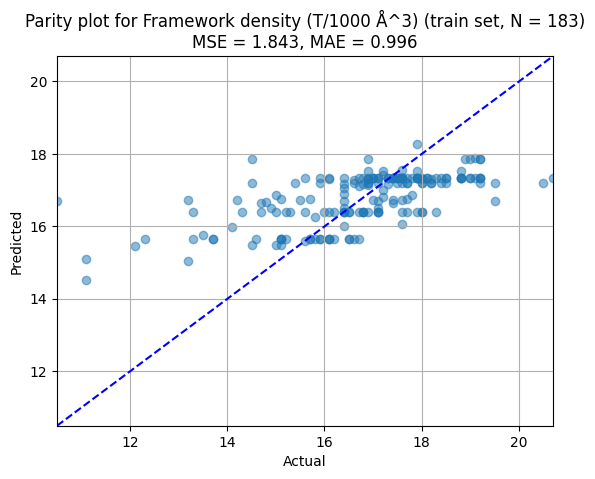 Parity plot for Framework density (T/1000 Å^3) (train set, N = 183)
MSE = 1.843, MAE = 0.996
20
18
16
14
12
Predicted
12 14 16 18 20
Actual